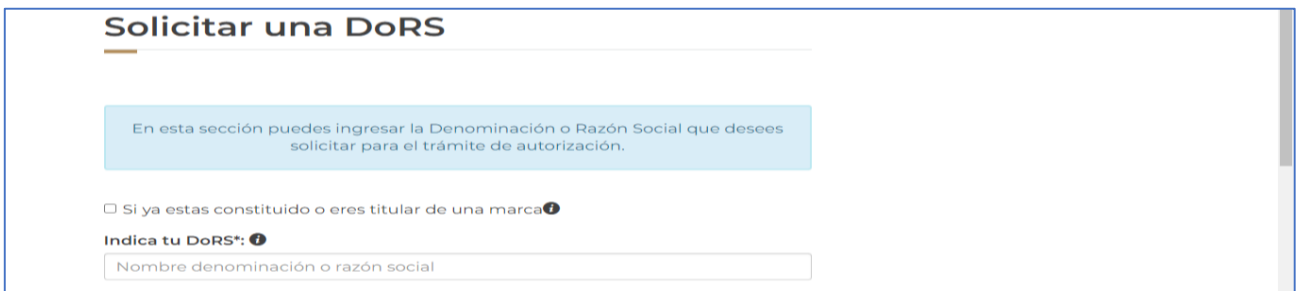 Solicitar una DoRS
En esta sección puedes ingresar la Denominación o Razón Social que desees
solicitar para el trámite de autorización.
Si ya estas constituido o eres titular de una marca
Indica tu DoRS*:
Nombre denominación o razón social